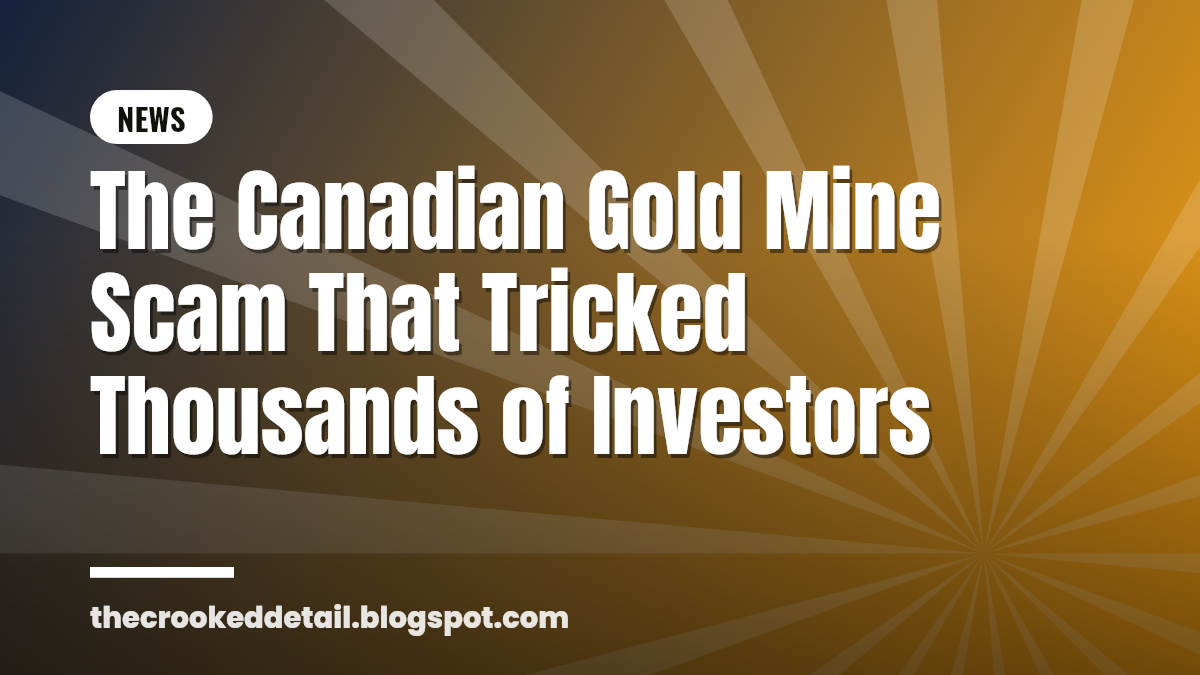 NEWS
The Canadian Gold Mine
Scam That Tricked
Thousands of Investors
thecrookeddetail.blogspot.com